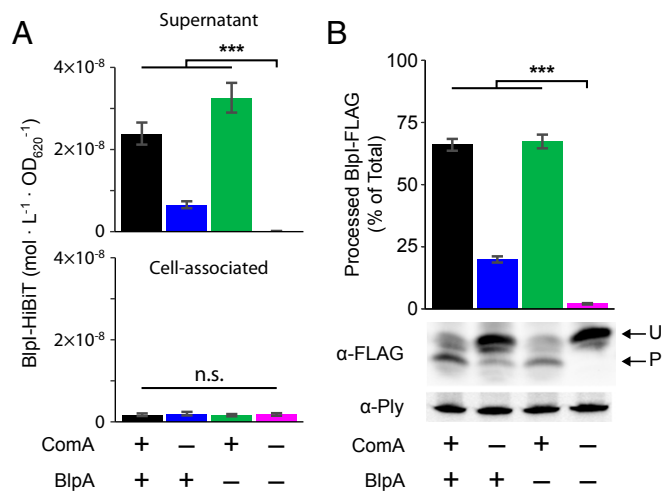 A
Supernatant
***
4×10⁻⁸
2×10⁻⁸
0
BlpI-HiBiT (mol · L⁻¹ · OD₆₂₀⁻¹)
Cell-associated
4×10⁻⁸
2×10⁻⁸
n.s.
0
ComA + − + −
BlpA + + − −
B
***
100
75
50
25
0
Processed BlpI-FLAG
(% of Total)
α-FLAG
U
P
α-Ply
ComA + − + −
BlpA + + − −